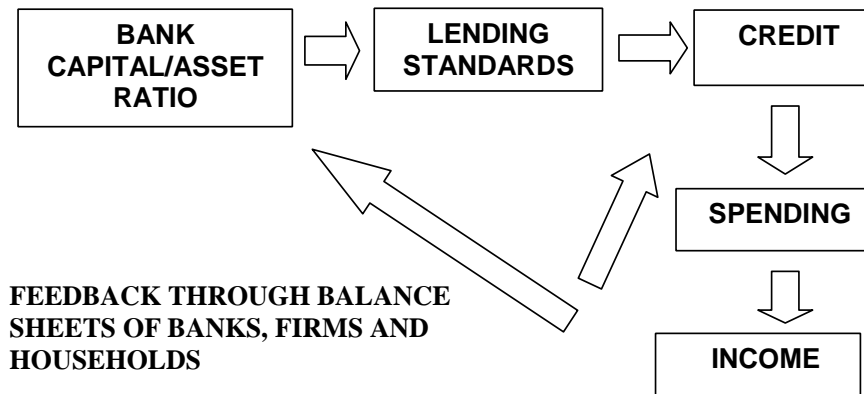 BANK
CAPITAL/ASSET
RATIO
LENDING
STANDARDS
CREDIT
SPENDING
FEEDBACK THROUGH BALANCE
SHEETS OF BANKS, FIRMS AND
HOUSEHOLDS
INCOME